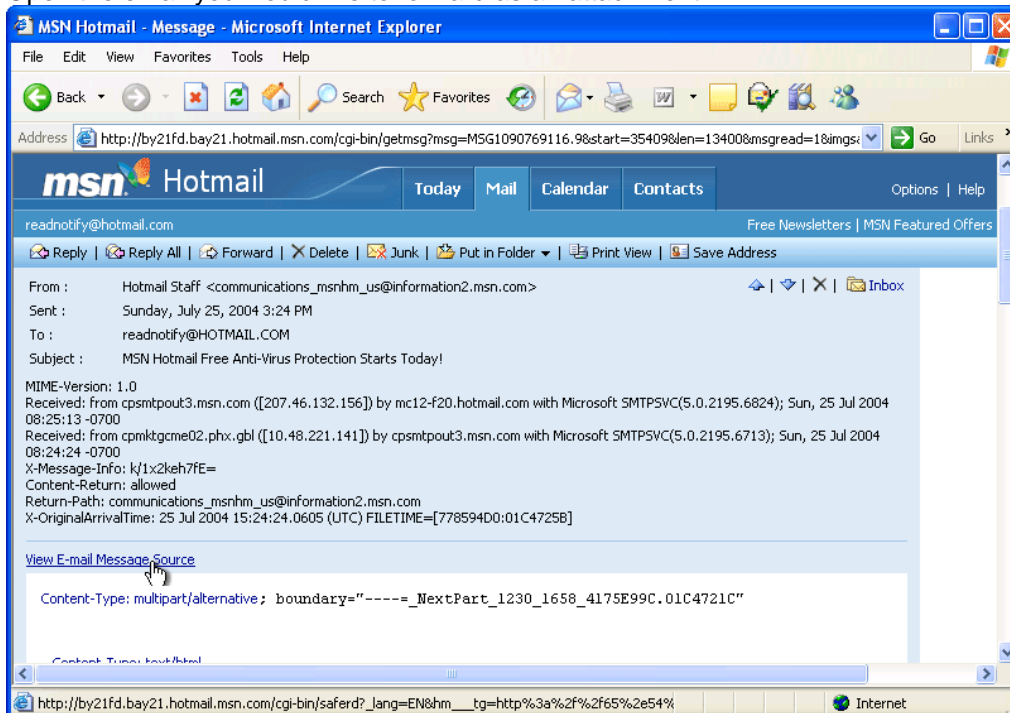 MSN Hotmail - Message - Microsoft Internet Explorer
File Edit View Favorites Tools Help
Back Search Favorites
Address http://by21fd.bay21.hotmail.msn.com/cgi-bin/getmsg?msg=MSG1090769116.9&start=35409&len=13400&msgread=1&imgsa Go Links
msn Hotmail Today Mail Calendar Contacts Options | Help
readnotify@hotmail.com Free Newsletters | MSN Featured Offers
Reply | Reply All | Forward | Delete | Junk | Put in Folder | Print View | Save Address
From : Hotmail Staff <communications_msnhm_us@information2.msn.com> | | | Inbox
Sent : Sunday, July 25, 2004 3:24 PM
To : readnotify@HOTMAIL.COM
Subject : MSN Hotmail Free Anti-Virus Protection Starts Today!
MIME-Version: 1.0
Received: from cpsmtpout3.msn.com ([207.46.132.156]) by mc12-f20.hotmail.com with Microsoft SMTPSVC(5.0.2195.6824); Sun, 25 Jul 2004
08:25:13 -0700
Received: from cpmktgcme02.phx.gbl ([10.48.221.141]) by cpsmtpout3.msn.com with Microsoft SMTPSVC(5.0.2195.6713); Sun, 25 Jul 2004
08:24:24 -0700
X-Message-Info: k/1x2keh7fE=
Content-Return: allowed
Return-Path: communications_msnhm_us@information2.msn.com
X-OriginalArrivalTime: 25 Jul 2004 15:24:24.0605 (UTC) FILETIME=[778594D0:01C4725B]
View E-mail Message Source
Content-Type: multipart/alternative; boundary="----=_NextPart_1230_1658_4175E99C.01C4721C"
Content-Type: text/html
http://by21fd.bay21.hotmail.msn.com/cgi-bin/saferd?_lang=EN&hm___tg=http%3a%2f%2f65%2e54% Internet